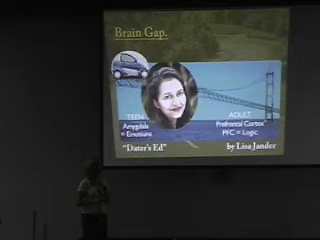 Brain Gap.
TEEN
Amygdala
= Emotions
ADULT
Prefrontal Cortex
PFC = Logic
"Dater's Ed"
by Lisa Jander